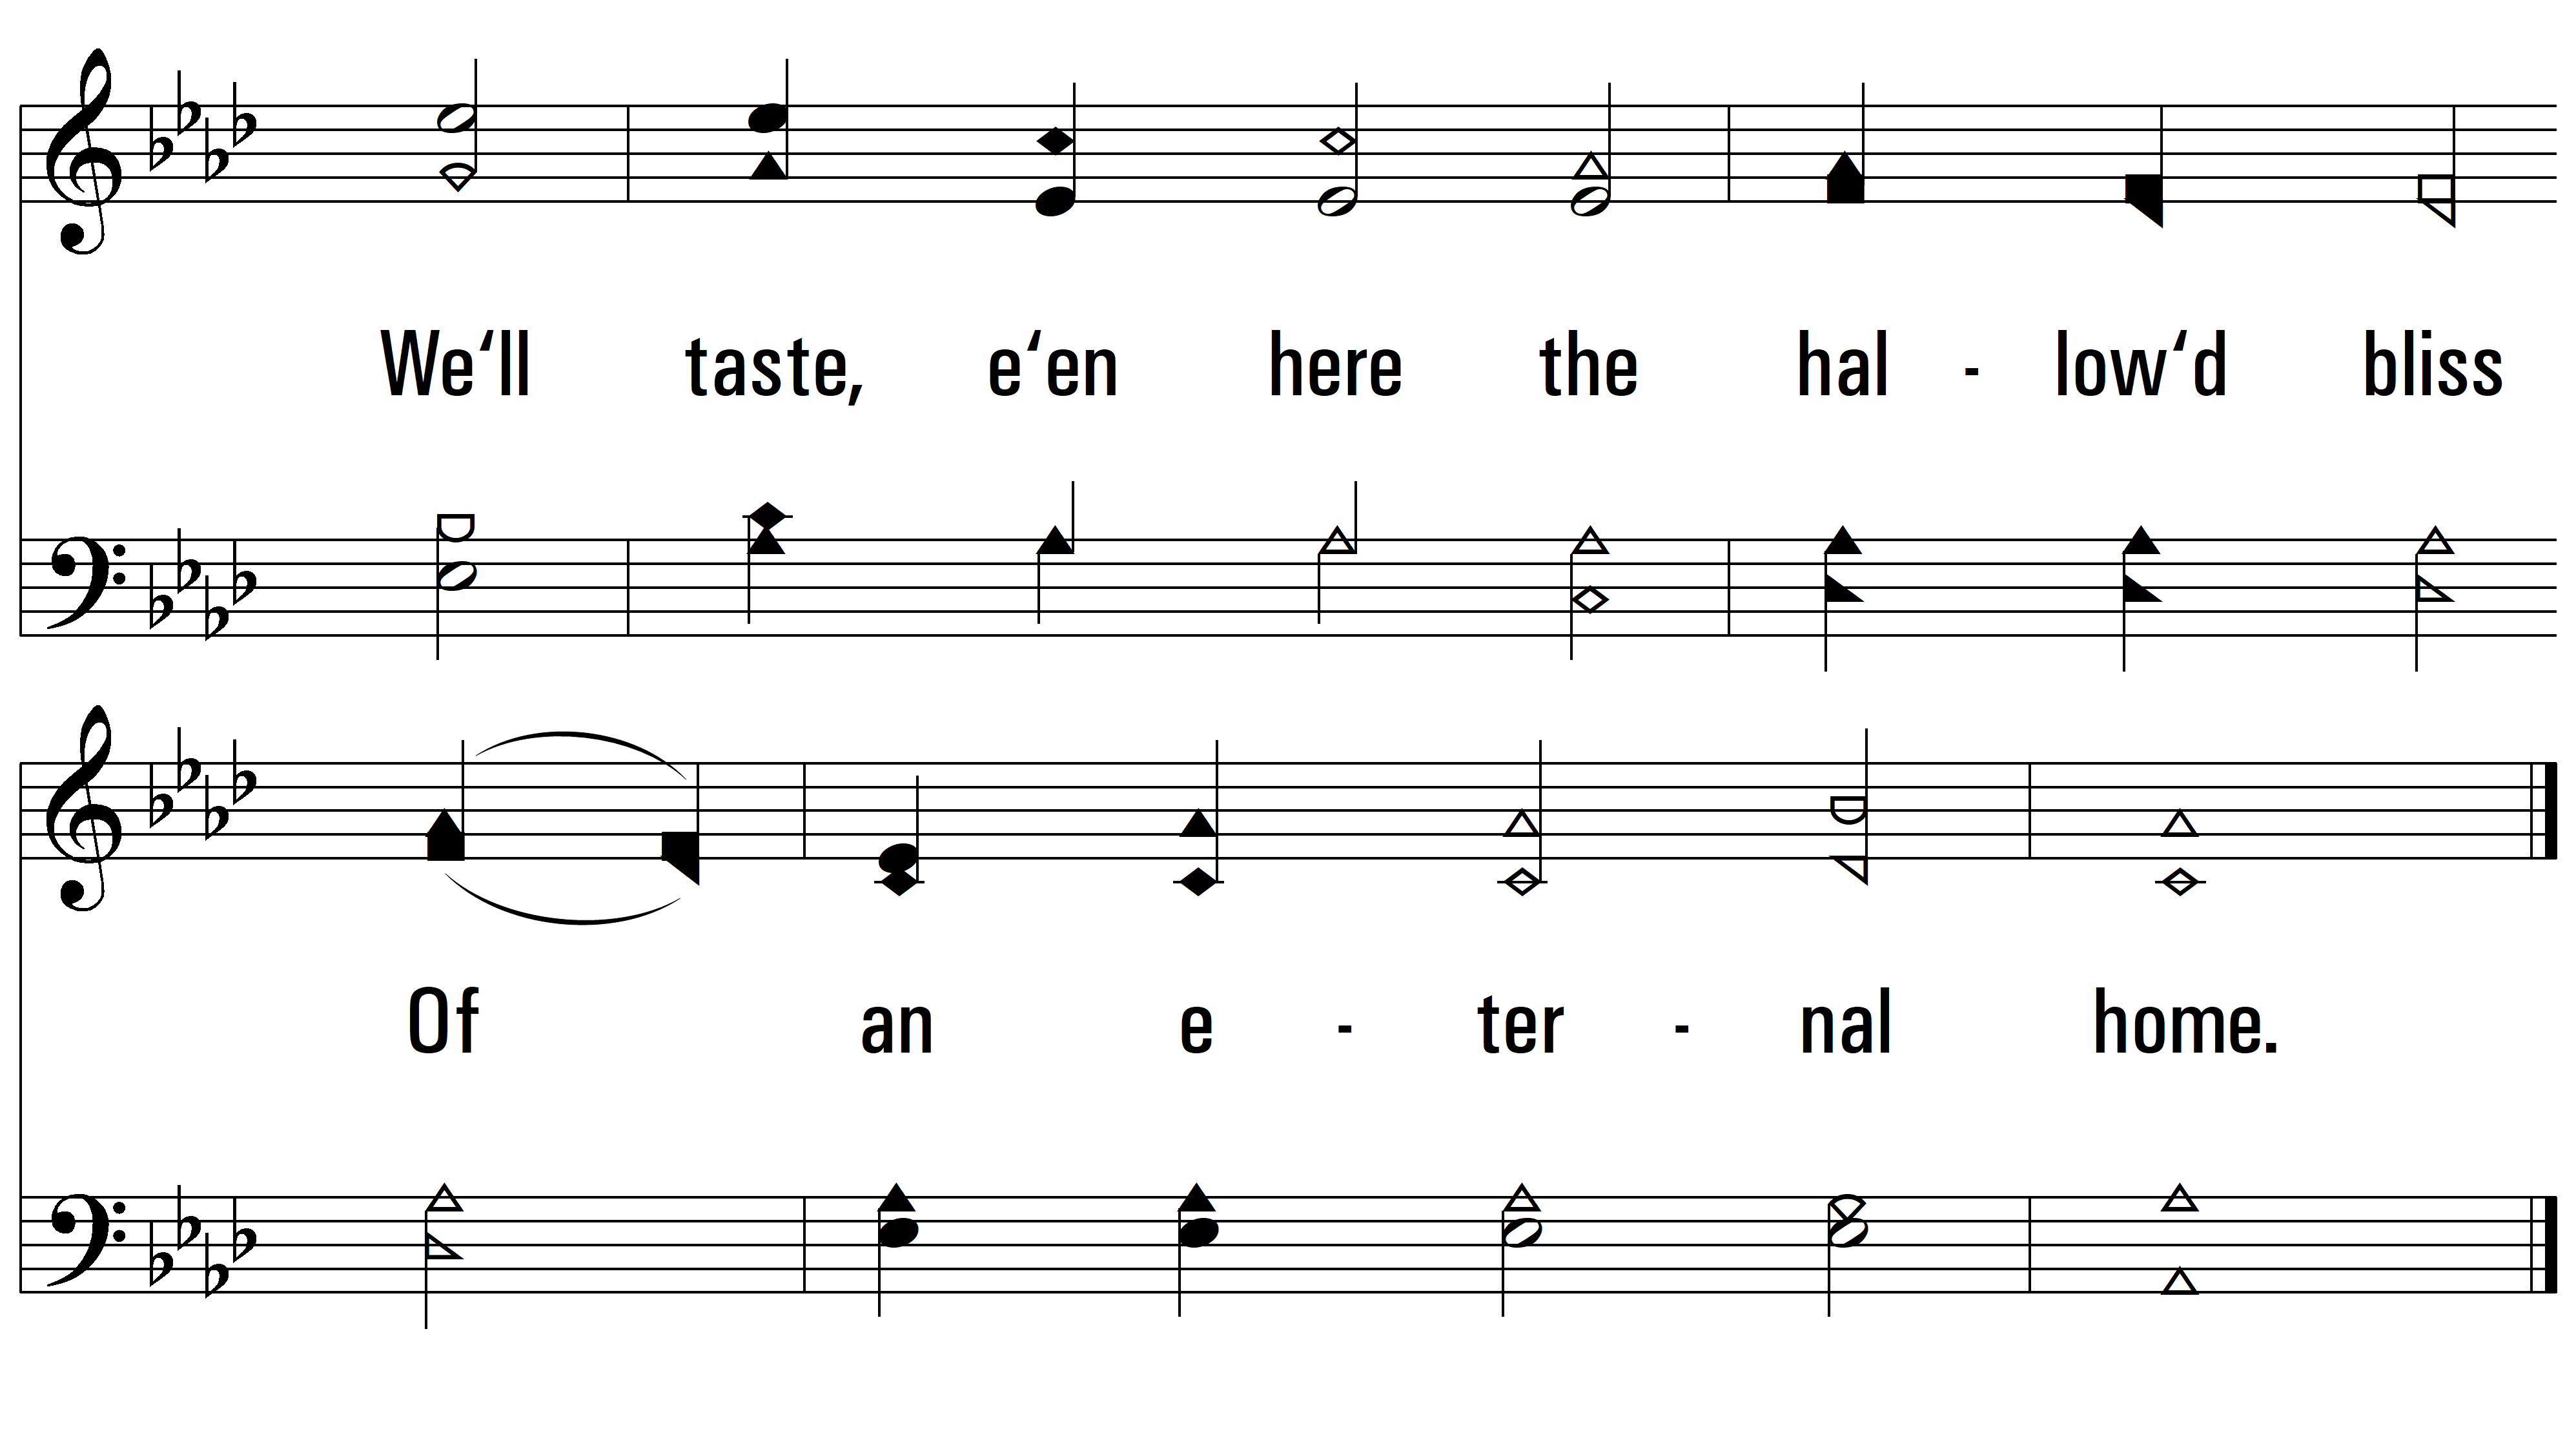 We‘ll taste, e‘en here the hal - low‘d bliss
Of an e - ter - nal home.